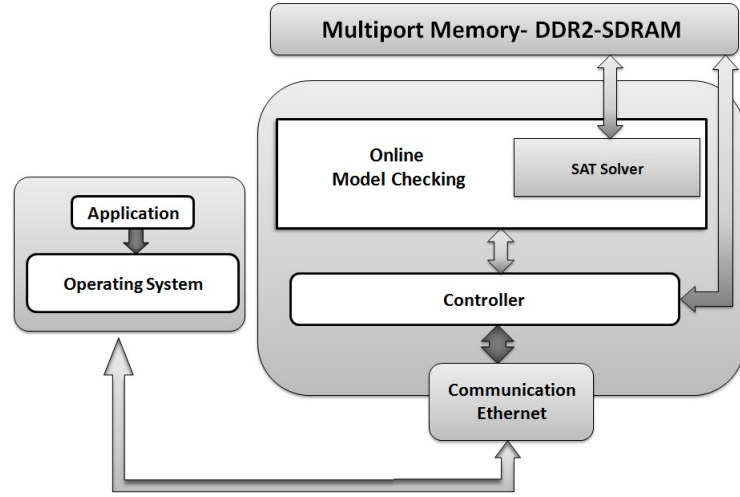 Multiport Memory- DDR2-SDRAM
Online
Model Checking
SAT Solver
Application
Operating System
Controller
Communication
Ethernet